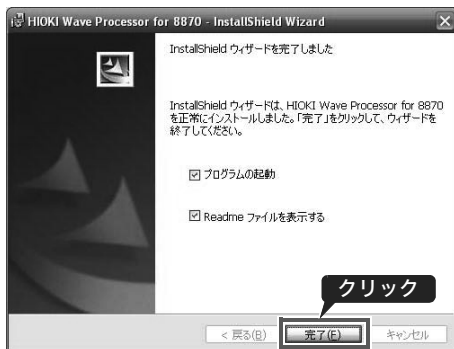 HIOKI Wave Processor for 8870 - InstallShield Wizard
InstallShield ウィザードを完了しました
InstallShield ウィザードは、HIOKI Wave Processor for 8870
を正常にインストールしました。「完了」をクリックして、ウィザードを
終了してください。
プログラムの起動
Readme ファイルを表示する
クリック
< 戻る(B)
完了(F)
キャンセル